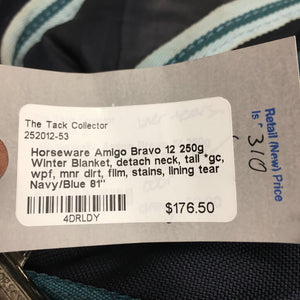 The Tack Collector
252012-53
Horseware Amigo Bravo 12 250g
Winter Blanket, detach neck, tail *gc,
wpf, mnr dirt, film, stains, lining tear
Navy/Blue 81"
4DRLDY
$176.50
Retail (New) Price
is $310